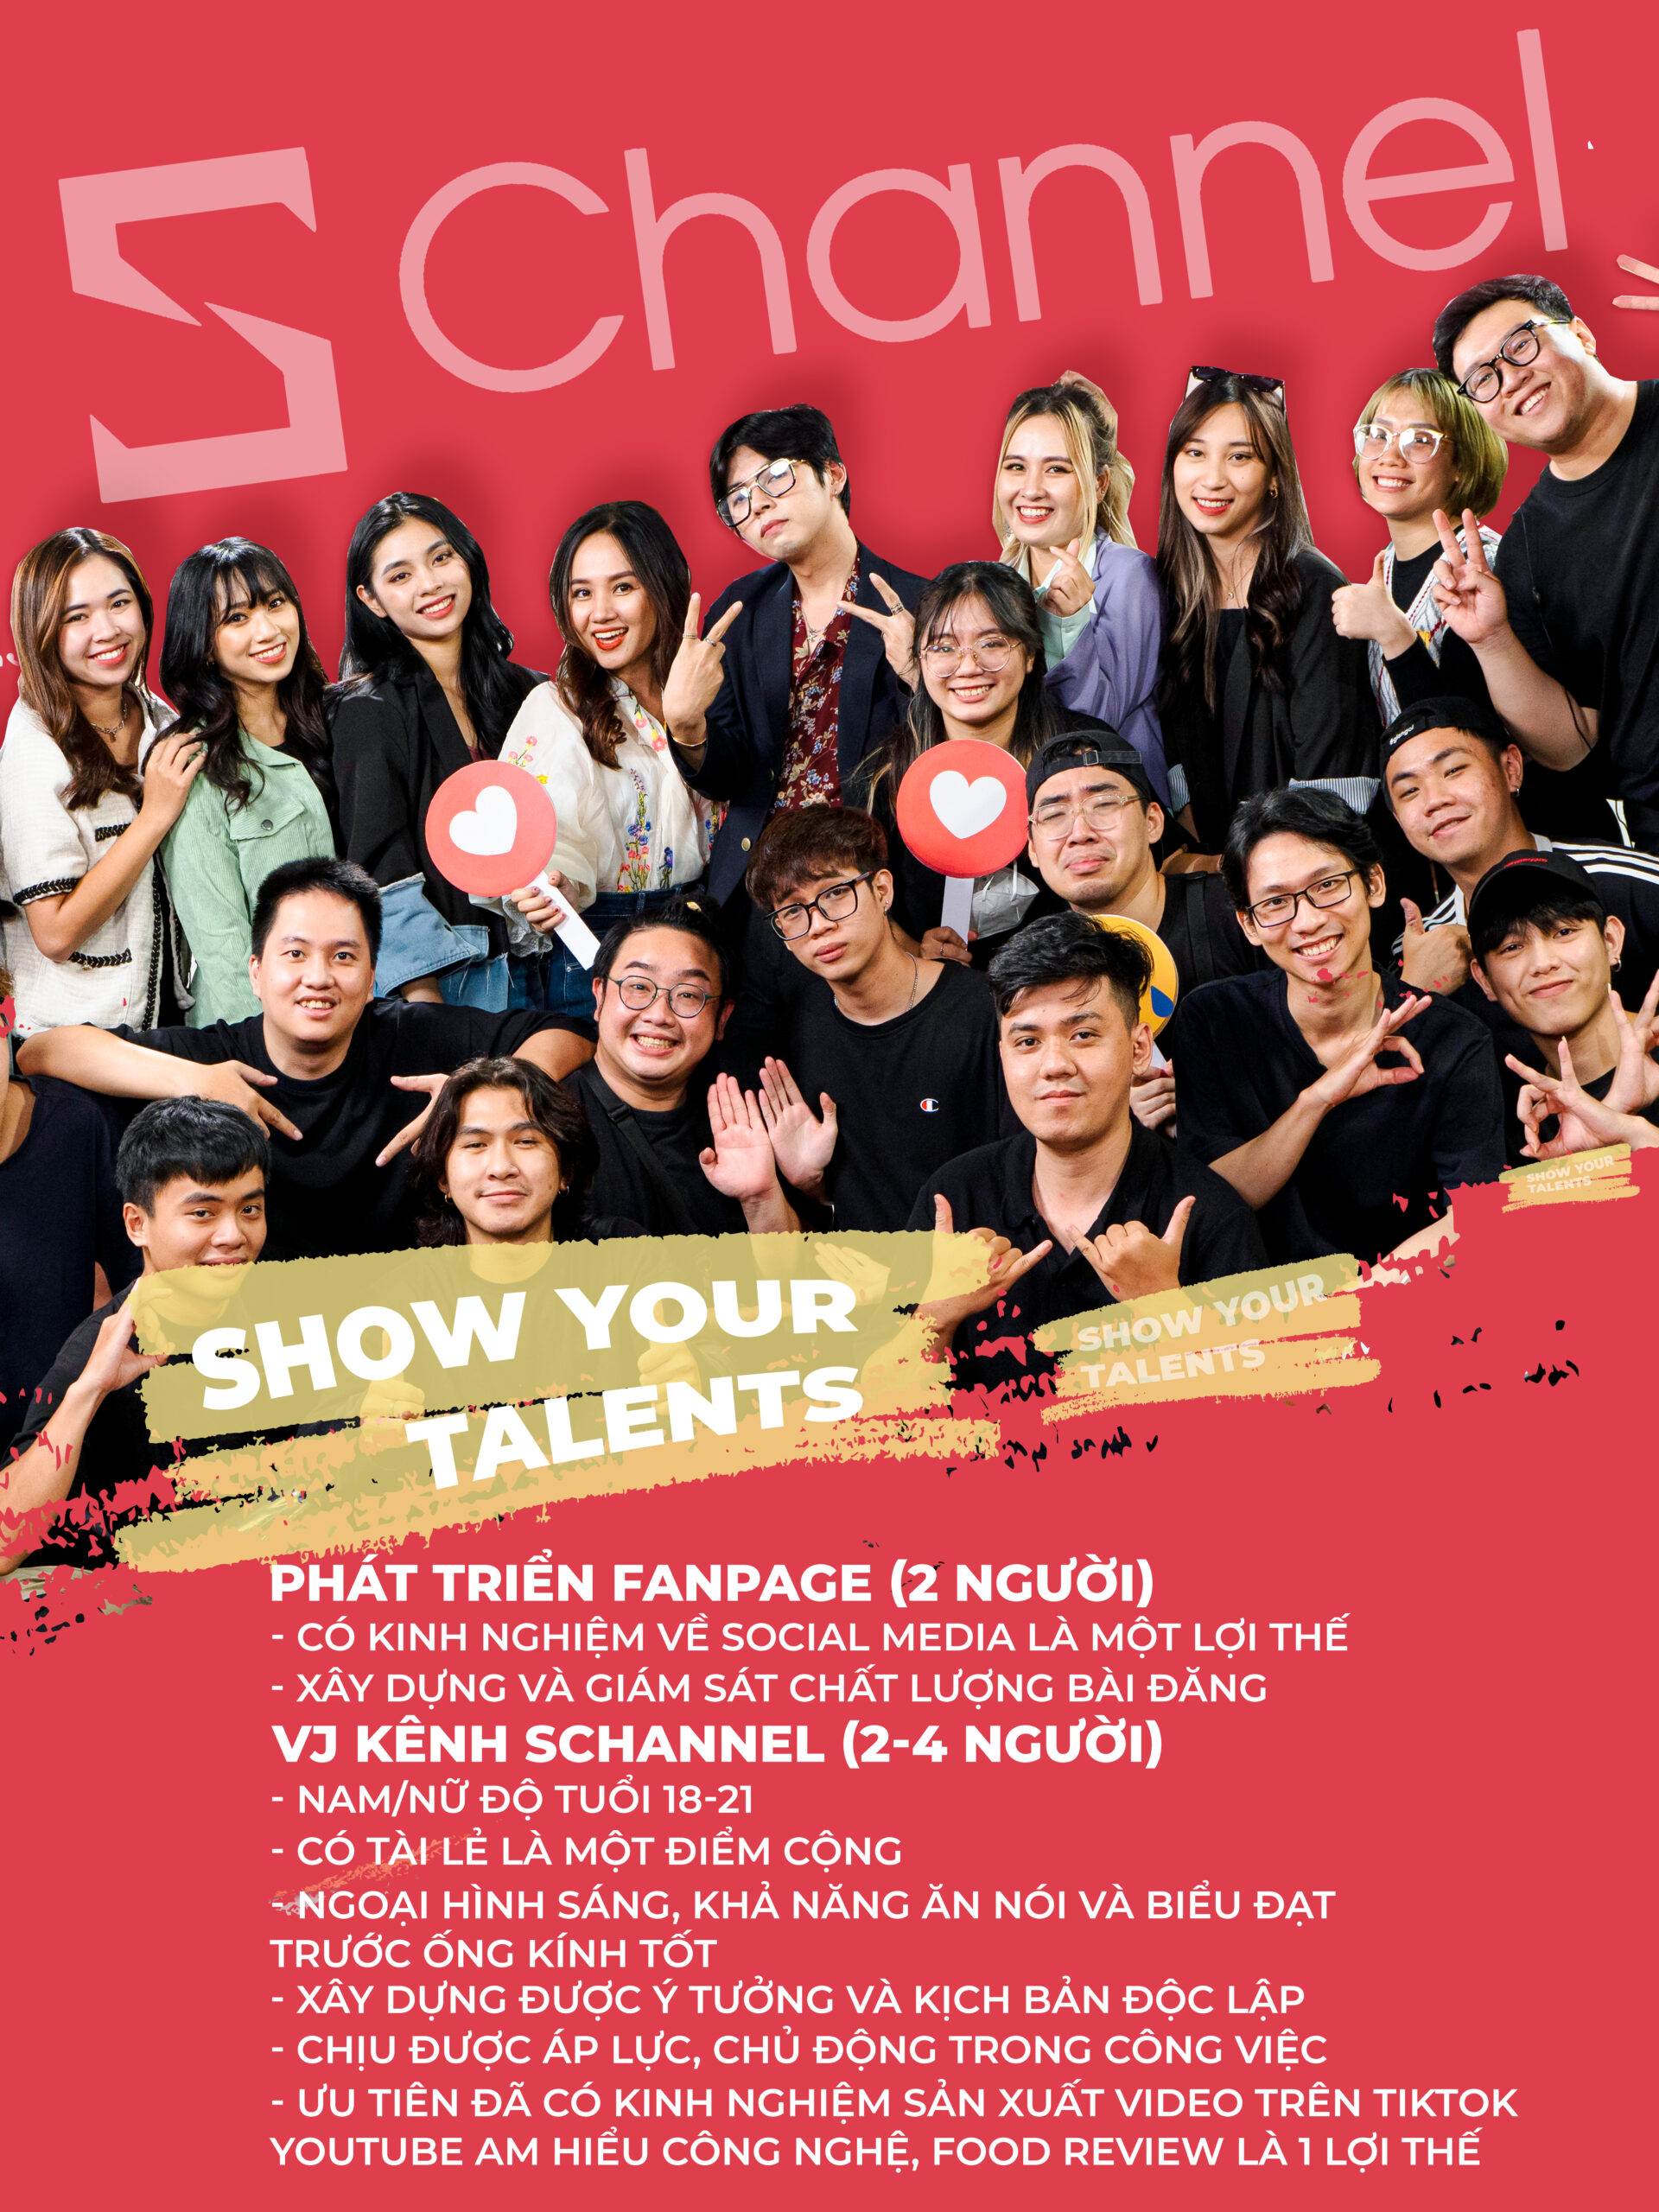 S Channel
SHOW YOUR
TALENTS
SHOW YOUR
TALENTS
SHOW YOUR
TALENTS
PHÁT TRIỂN FANPAGE (2 NGƯỜI)
- CÓ KINH NGHIỆM VỀ SOCIAL MEDIA LÀ MỘT LỢI THẾ
- XÂY DỰNG VÀ GIÁM SÁT CHẤT LƯỢNG BÀI ĐĂNG
VJ KÊNH SCHANNEL (2-4 NGƯỜI)
- NAM/NỮ ĐỘ TUỔI 18-21
- CÓ TÀI LẺ LÀ MỘT ĐIỂM CỘNG
- NGOẠI HÌNH SÁNG, KHẢ NĂNG ĂN NÓI VÀ BIỂU ĐẠT
TRƯỚC ỐNG KÍNH TỐT
- XÂY DỰNG ĐƯỢC Ý TƯỞNG VÀ KỊCH BẢN ĐỘC LẬP
- CHỊU ĐƯỢC ÁP LỰC, CHỦ ĐỘNG TRONG CÔNG VIỆC
- ƯU TIÊN ĐÃ CÓ KINH NGHIỆM SẢN XUẤT VIDEO TRÊN TIKTOK
YOUTUBE AM HIỂU CÔNG NGHỆ, FOOD REVIEW LÀ 1 LỢI THẾ